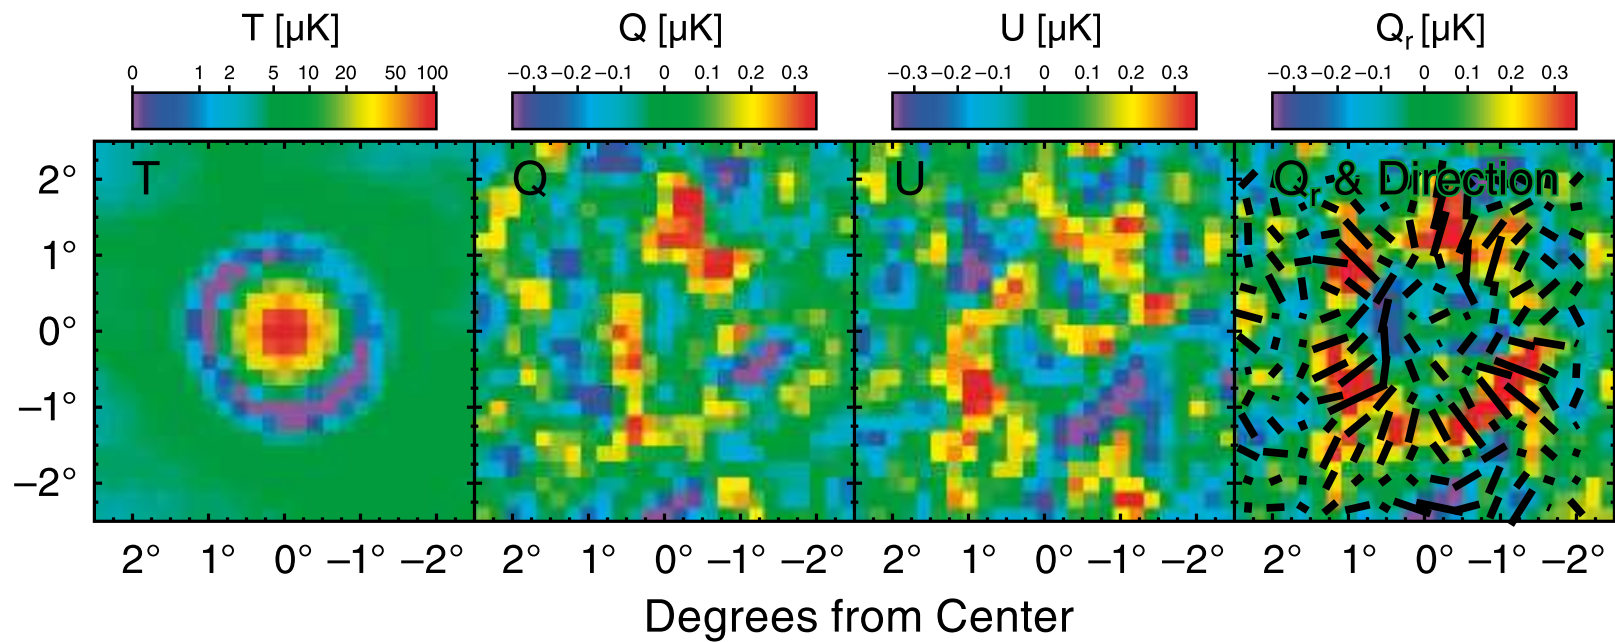 T [µK] Q [µK] U [µK] Qr [µK]
0 1 2 5 10 20 50 100 −0.3 −0.2 −0.1 0 0.1 0.2 0.3 −0.3 −0.2 −0.1 0 0.1 0.2 0.3 −0.3 −0.2 −0.1 0 0.1 0.2 0.3
2° T Q U Qr & Direction
1°
0°
−1°
−2°
2° 1° 0° −1° −2° 2° 1° 0° −1° −2° 2° 1° 0° −1° −2° 2° 1° 0° −1° −2°
Degrees from Center